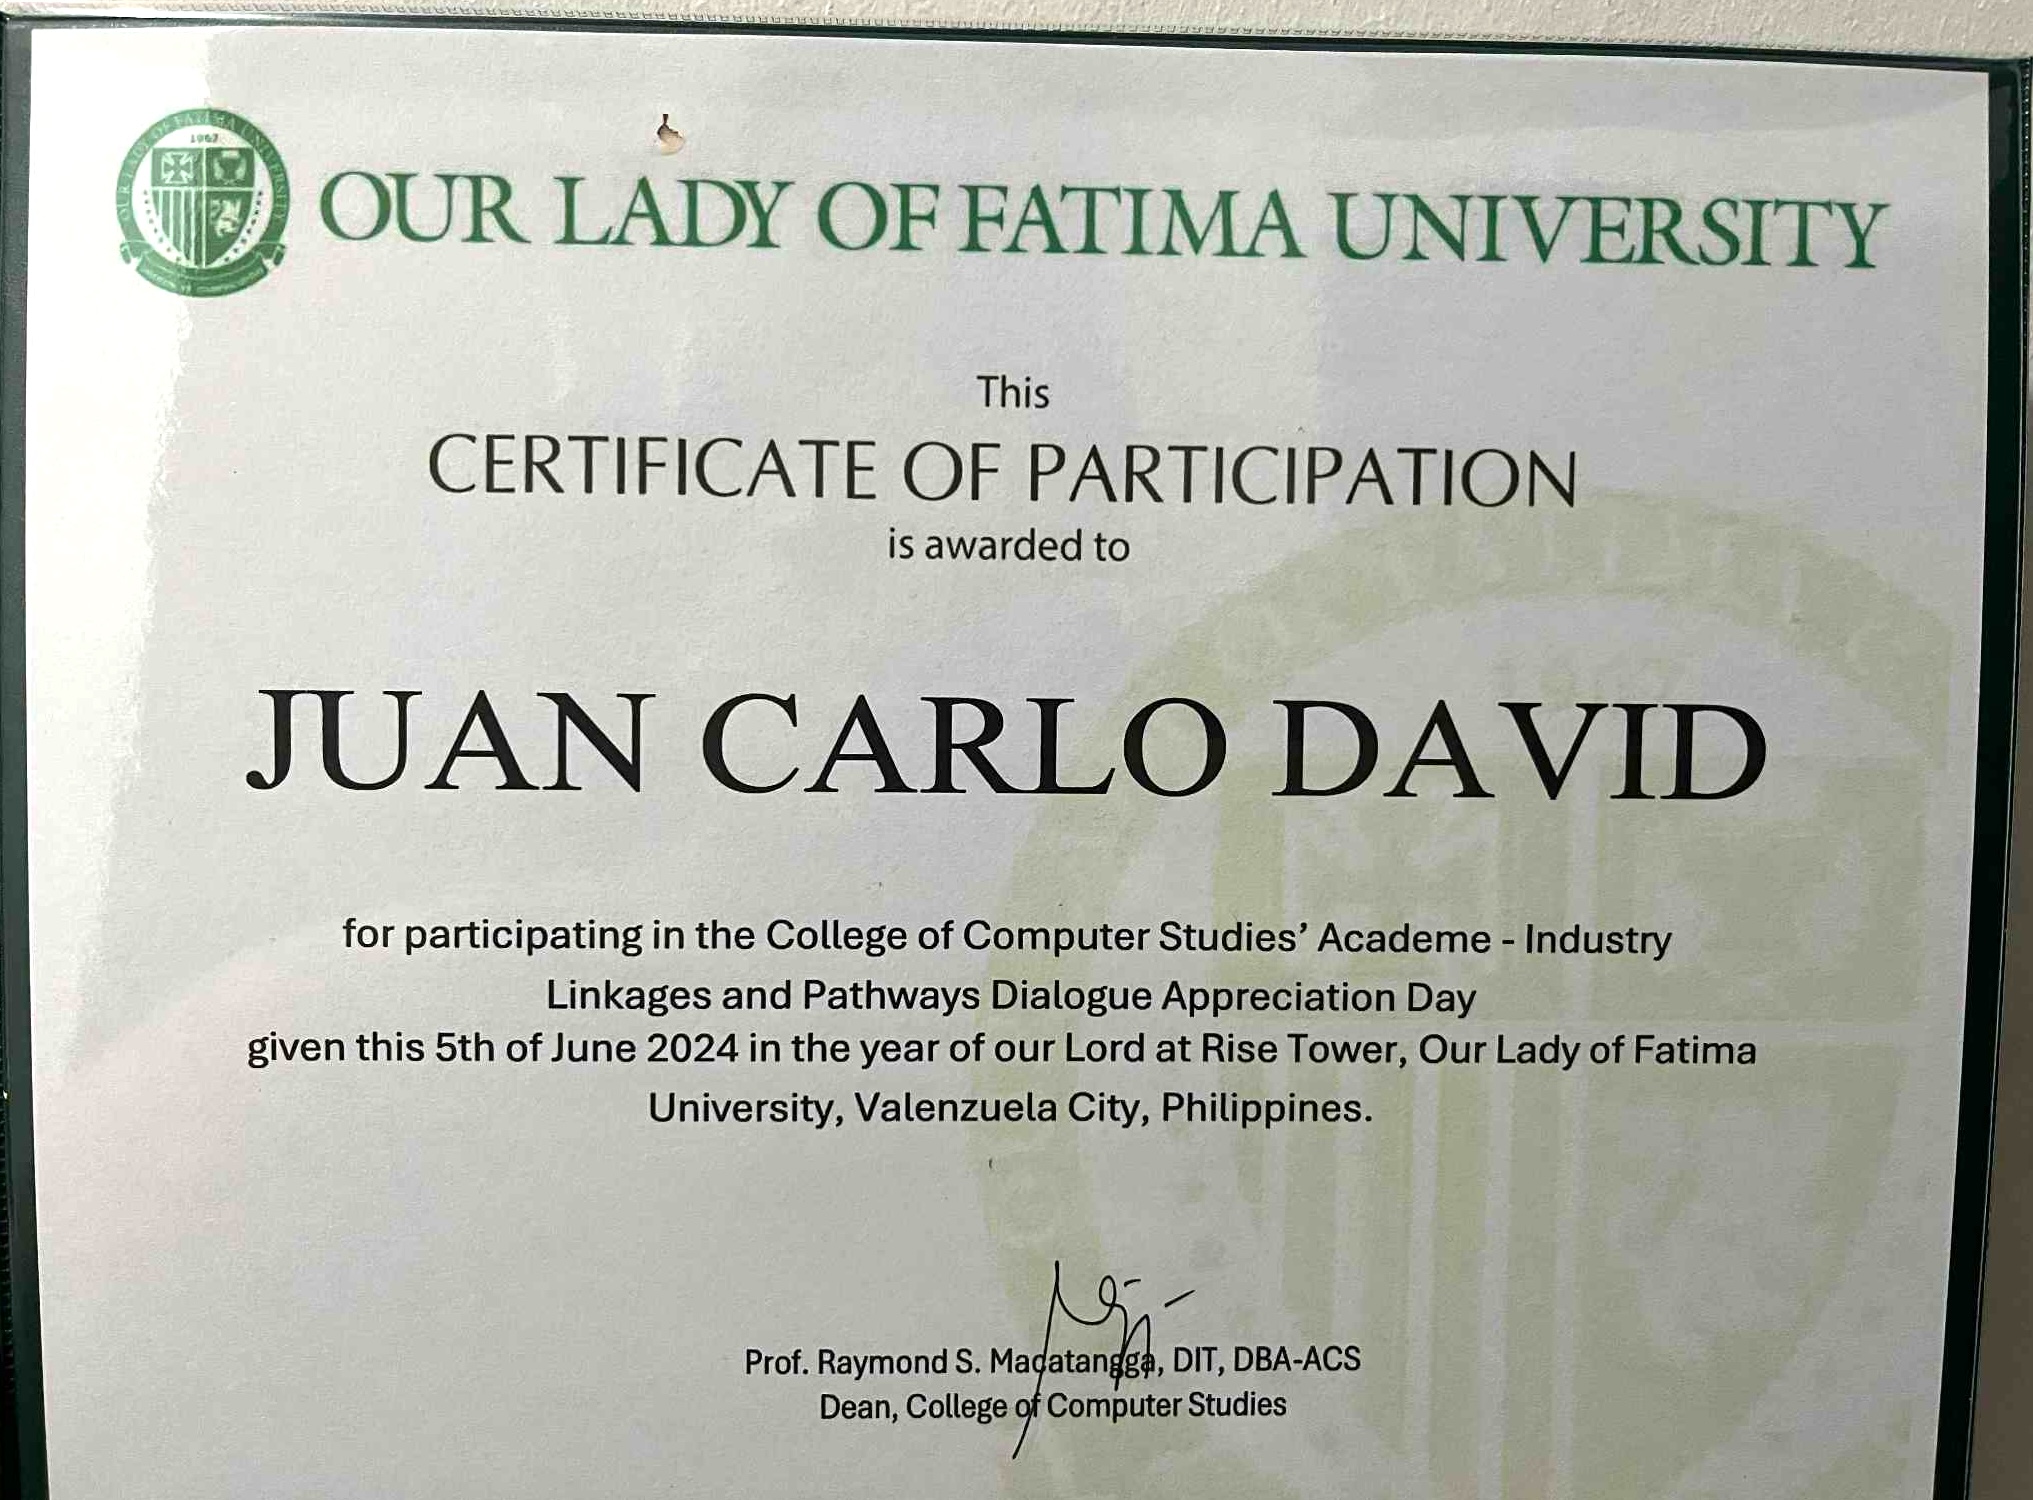 1967
OUR LADY OF FATIMA UNIVERSITY
This
CERTIFICATE OF PARTICIPATION
is awarded to
JUAN CARLO DAVID
for participating in the College of Computer Studies’ Academe - Industry
Linkages and Pathways Dialogue Appreciation Day
given this 5th of June 2024 in the year of our Lord at Rise Tower, Our Lady of Fatima
University, Valenzuela City, Philippines.
Prof. Raymond S. Macatangga, DIT, DBA-ACS
Dean, College of Computer Studies